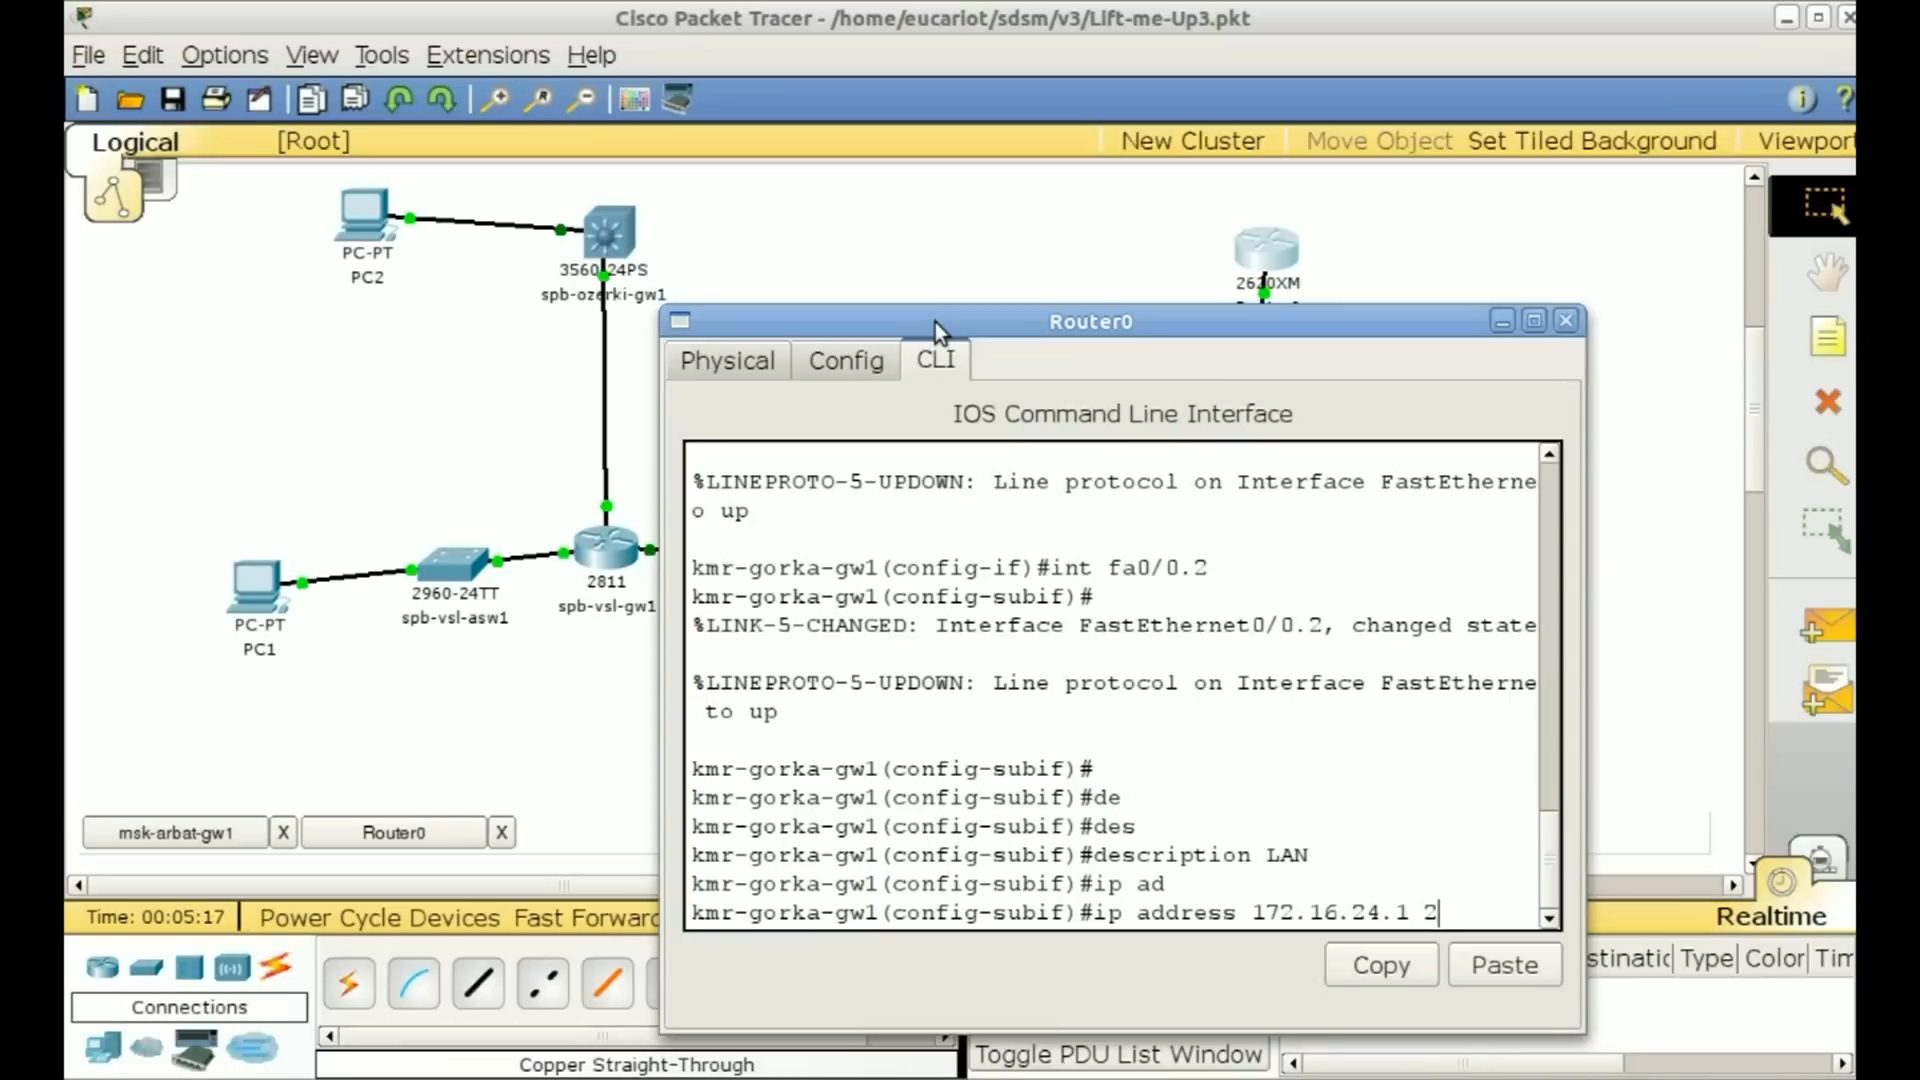 Cisco Packet Tracer - /home/eucariot/sdsm/v3/Lift-me-Up3.pkt
File Edit Options View Tools Extensions Help
Logical [Root] New Cluster Move Object Set Tiled Background Viewport
PC-PT
PC2
3560-24PS
spb-ozerki-gw1
Router0
Physical Config CLI
IOS Command Line Interface
%LINEPROTO-5-UPDOWN: Line protocol on Interface FastEtherne
o up
kmr-gorka-gw1(config-if)#int fa0/0.2
kmr-gorka-gw1(config-subif)#
%LINK-5-CHANGED: Interface FastEthernet0/0.2, changed state
%LINEPROTO-5-UPDOWN: Line protocol on Interface FastEtherne
to up
kmr-gorka-gw1(config-subif)#
kmr-gorka-gw1(config-subif)#de
kmr-gorka-gw1(config-subif)#des
kmr-gorka-gw1(config-subif)#description LAN
kmr-gorka-gw1(config-subif)#ip ad
kmr-gorka-gw1(config-subif)#ip address 172.16.24.1 2
Copy Paste
2960-24TT
spb-vsl-asw1
2811
spb-vsl-gw1
PC-PT
PC1
msk-arbat-gw1 X Router0 X
Time: 00:05:17 Power Cycle Devices Fast Forward Realtime
stinatic Type Color Tim
Connections
Copper Straight-Through
Toggle PDU List Window